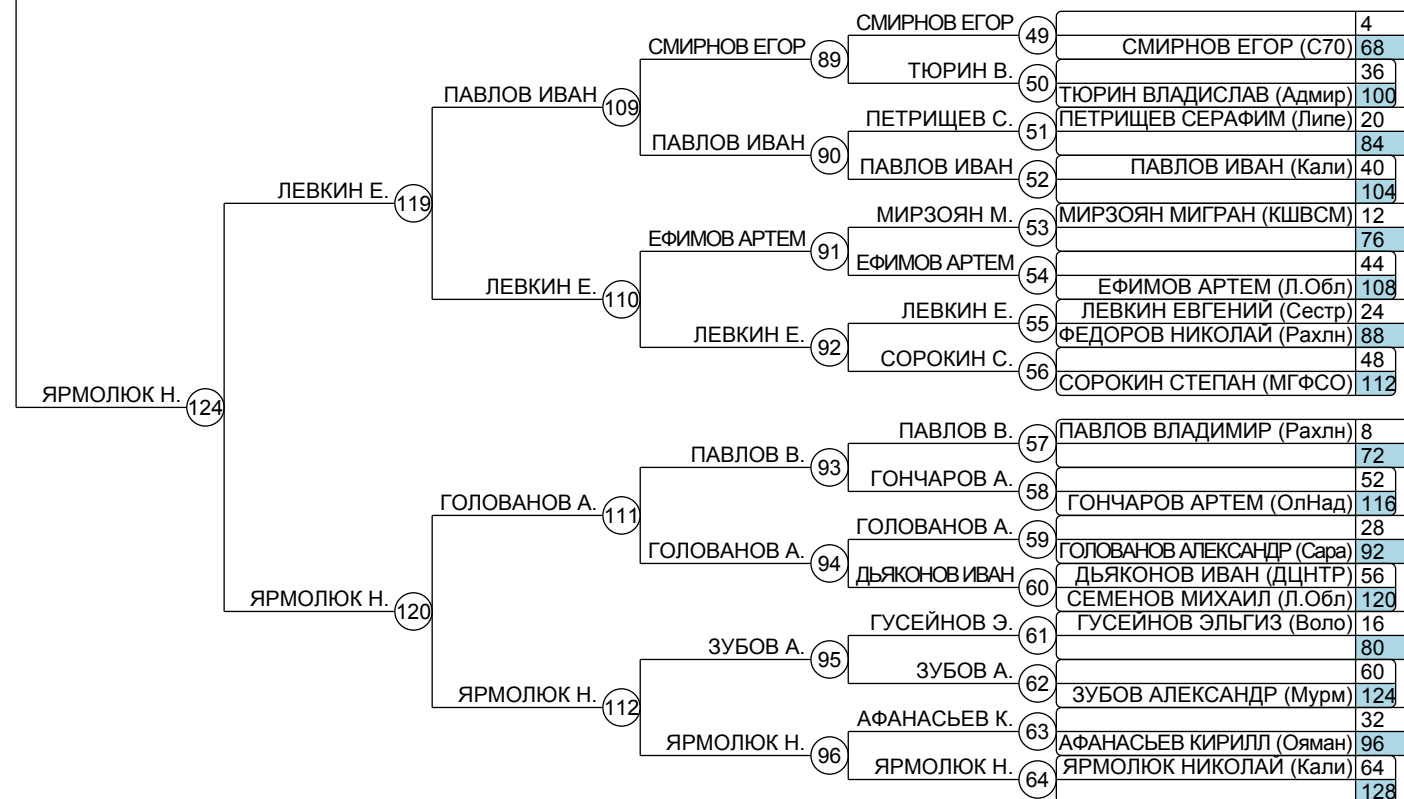 СМИРНОВ ЕГОР 49 4
СМИРНОВ ЕГОР 89 СМИРНОВ ЕГОР (С70) 68
ТЮРИН В. 50 36
ПАВЛОВ ИВАН 109 ТЮРИН ВЛАДИСЛАВ (Адмир) 100
ПЕТРИЩЕВ С. 51 ПЕТРИЩЕВ СЕРАФИМ (Липе) 20
ПАВЛОВ ИВАН 90 84
ПАВЛОВ ИВАН 52 ПАВЛОВ ИВАН (Кали) 40
ЛЕВКИН Е. 119 104
МИРЗОЯН М. 53 МИРЗОЯН МИГРАН (КШВСМ) 12
ЕФИМОВ АРТЕМ 91 76
ЕФИМОВ АРТЕМ 54 44
ЛЕВКИН Е. 110 ЕФИМОВ АРТЕМ (Л.Обл) 108
ЛЕВКИН Е. 55 ЛЕВКИН ЕВГЕНИЙ (Сестр) 24
ЛЕВКИН Е. 92 ФЕДОРОВ НИКОЛАЙ (Рахлн) 88
СОРОКИН С. 56 48
ЯРМОЛЮК Н. 124 СОРОКИН СТЕПАН (МГФСО) 112
ПАВЛОВ В. 57 ПАВЛОВ ВЛАДИМИР (Рахлн) 8
ПАВЛОВ В. 93 72
ГОНЧАРОВ А. 58 52
ГОЛОВАНОВ А. 111 ГОНЧАРОВ АРТЕМ (ОлНад) 116
ГОЛОВАНОВ А. 59 28
ГОЛОВАНОВ А. 94 ГОЛОВАНОВ АЛЕКСАНДР (Сара) 92
ДЬЯКОНОВ ИВАН 60 ДЬЯКОНОВ ИВАН (ДЦНТР) 56
ЯРМОЛЮК Н. 120 СЕМЕНОВ МИХАИЛ (Л.Обл) 120
ГУСЕЙНОВ Э. 61 ГУСЕЙНОВ ЭЛЬГИЗ (Воло) 16
ЗУБОВ А. 95 80
ЗУБОВ А. 62 60
ЯРМОЛЮК Н. 112 ЗУБОВ АЛЕКСАНДР (Мурм) 124
АФАНАСЬЕВ К. 63 32
ЯРМОЛЮК Н. 96 АФАНАСЬЕВ КИРИЛЛ (Ояман) 96
ЯРМОЛЮК Н. 64 ЯРМОЛЮК НИКОЛАЙ (Кали) 64
128